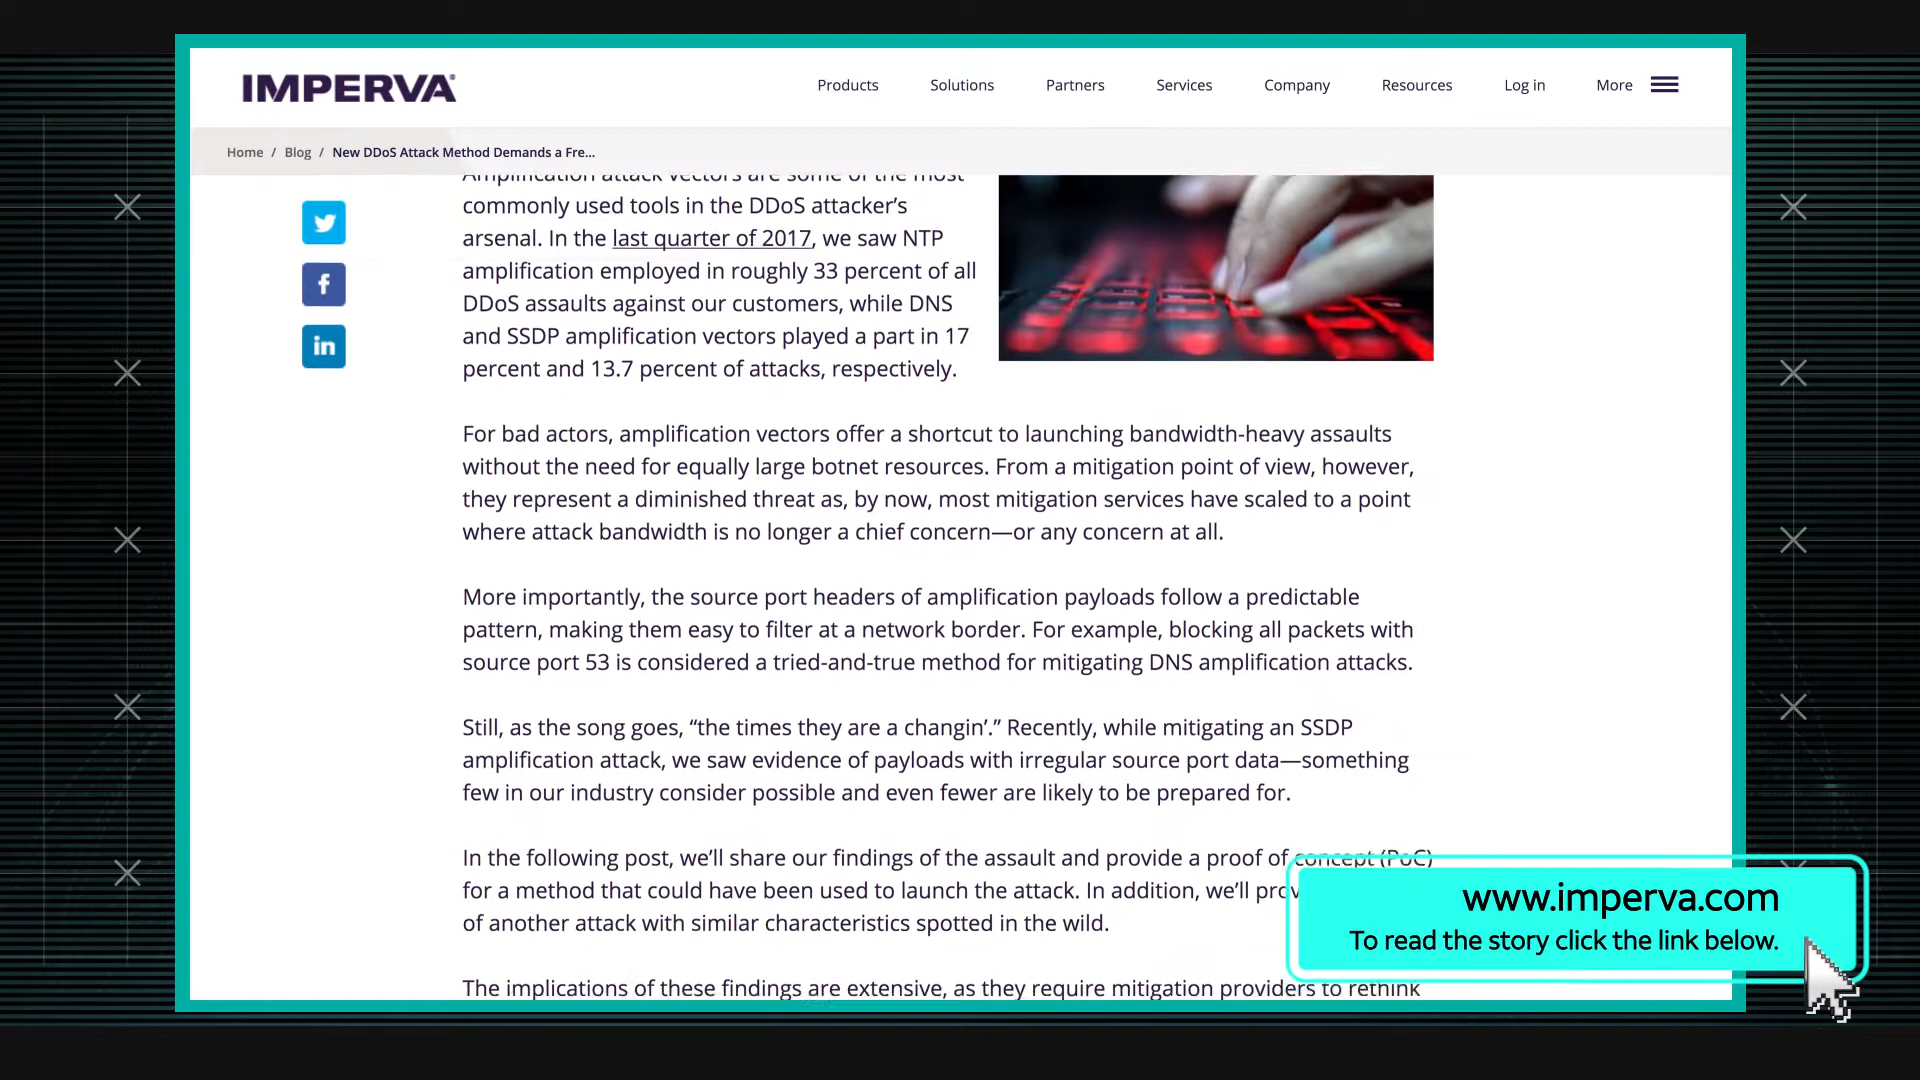 IMPERVA
Products Solutions Partners Services Company Resources Log in More
Home / Blog / New DDoS Attack Method Demands a Fre...
Amplification attack vectors are some of the most
commonly used tools in the DDoS attacker’s
arsenal. In the last quarter of 2017, we saw NTP
amplification employed in roughly 33 percent of all
DDoS assaults against our customers, while DNS
and SSDP amplification vectors played a part in 17
percent and 13.7 percent of attacks, respectively.
For bad actors, amplification vectors offer a shortcut to launching bandwidth-heavy assaults
without the need for equally large botnet resources. From a mitigation point of view, however,
they represent a diminished threat as, by now, most mitigation services have scaled to a point
where attack bandwidth is no longer a chief concern—or any concern at all.
More importantly, the source port headers of amplification payloads follow a predictable
pattern, making them easy to filter at a network border. For example, blocking all packets with
source port 53 is considered a tried-and-true method for mitigating DNS amplification attacks.
Still, as the song goes, “the times they are a changin’.” Recently, while mitigating an SSDP
amplification attack, we saw evidence of payloads with irregular source port data—something
few in our industry consider possible and even fewer are likely to be prepared for.
In the following post, we’ll share our findings of the assault and provide a proof of concept (PoC)
for a method that could have been used to launch the attack. In addition, we’ll prov
of another attack with similar characteristics spotted in the wild.
The implications of these findings are extensive, as they require mitigation providers to rethink
www.imperva.com
To read the story click the link below.